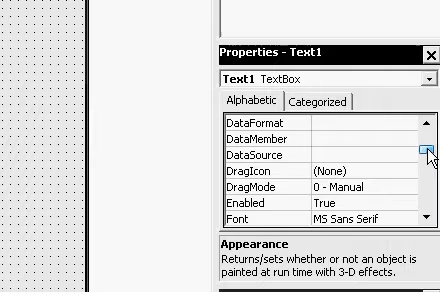 Properties - Text1
Text1 TextBox
Alphabetic Categorized
DataFormat
DataMember
DataSource
DragIcon (None)
DragMode 0 - Manual
Enabled True
Font MS Sans Serif
Appearance
Returns/sets whether or not an object is
painted at run time with 3-D effects.